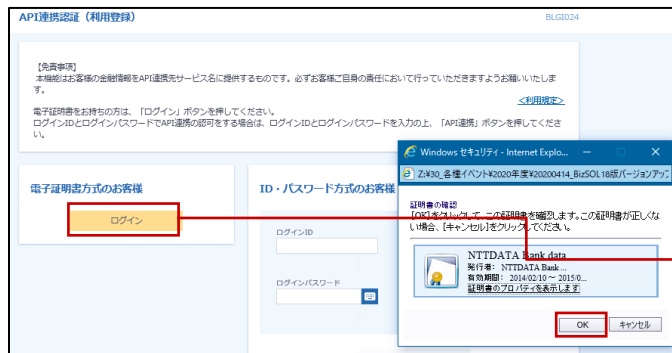 API連携認証（利用登録）
BLGI024
【免責事項】
本機能はお客様の金融情報をAPI連携先サービス名に提供するものです。必ずお客様ご自身の責任において行っていただきますようお願いいたしま
す。
<利用規定>
電子証明書をお持ちの方は、「ログイン」ボタンを押してください。
ログインIDとログインパスワードでAPI連携の認可をする場合は、ログインIDとログインパスワードを入力の上、「API連携」ボタンを押してくださ
い。
電子証明書方式のお客様
ログイン
ID・パスワード方式のお客様
ログインID
ログインパスワード
Windows セキュリティ - Internet Explo...
Z:¥30_各種イベント¥2020年度¥20200414_BizSOL18版バージョンアップ
証明書の確認
[OK]をクリックして、この証明書を確認します。この証明書が正しくな
い場合、[キャンセル]をクリックしてください。
NTTDATA Bank data
発行者: NTTDATA Bank ...
有効期間: 2014/02/10 ～ 2015/0...
証明書のプロパティを表示します
OK
キャンセル